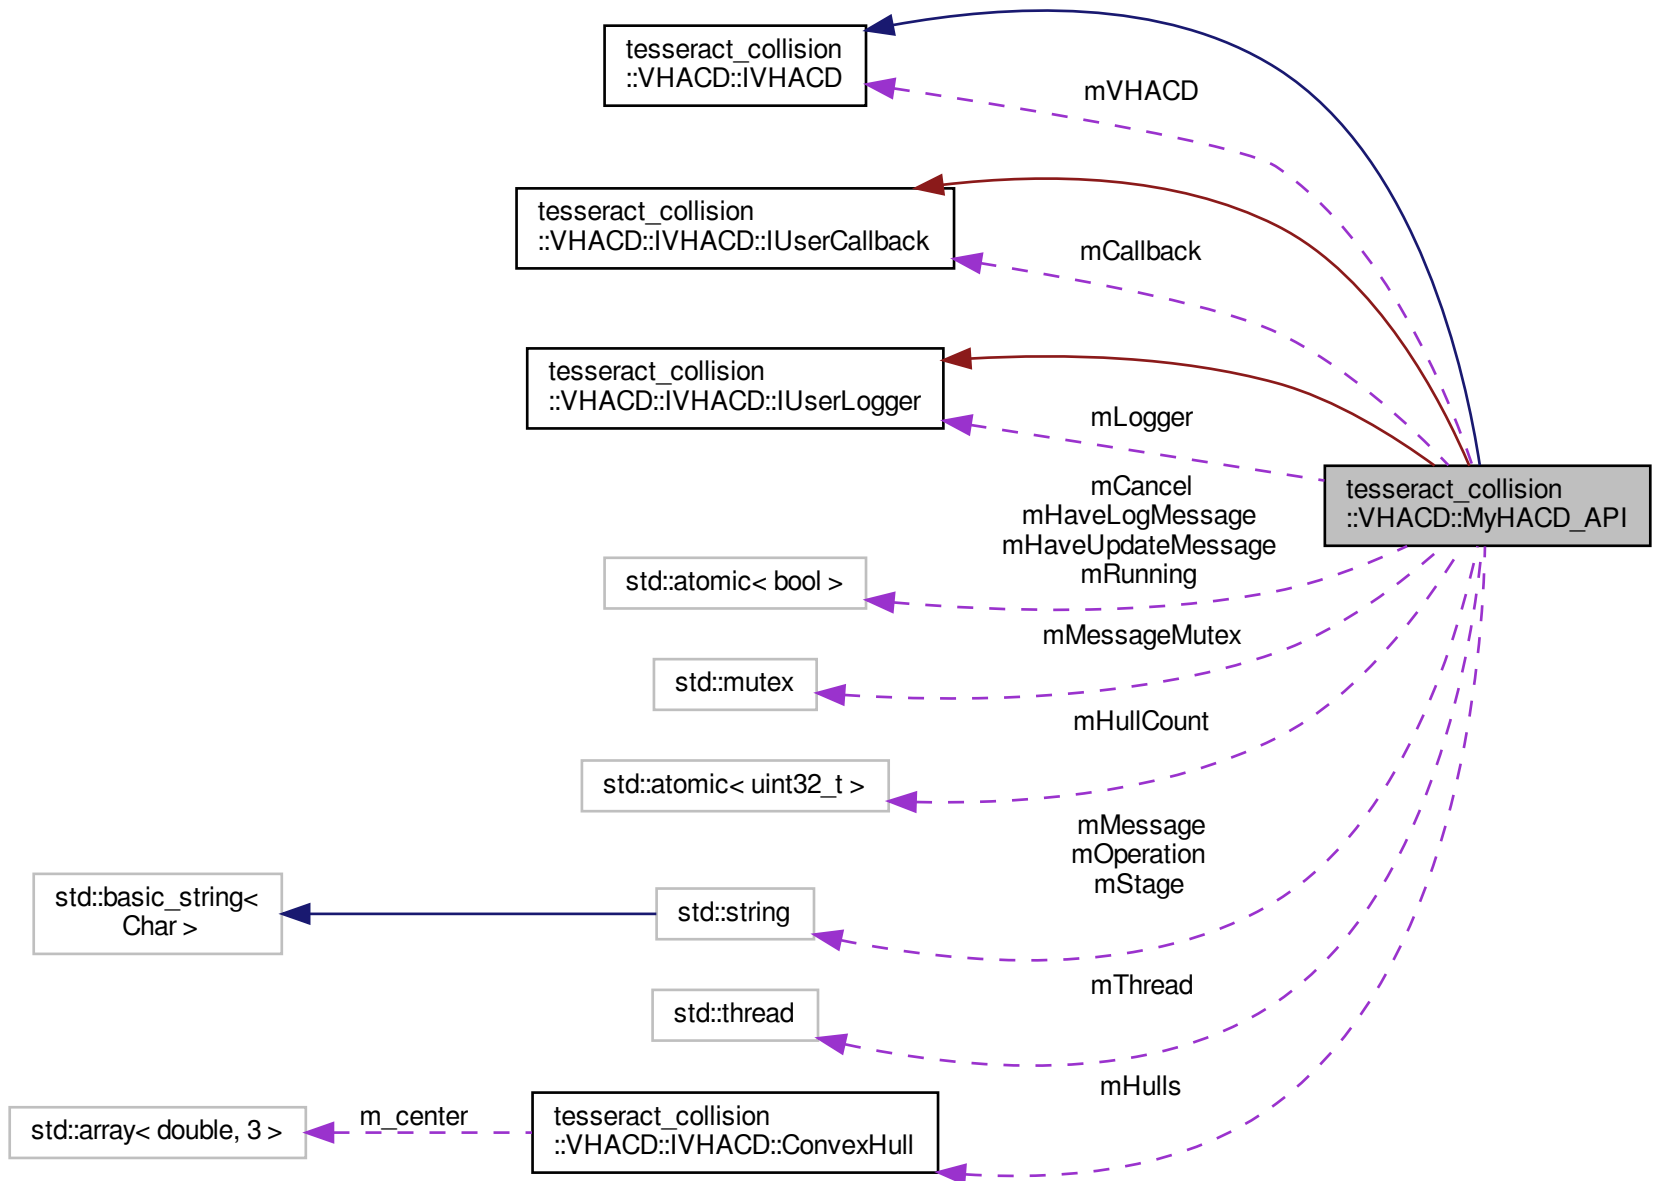 tesseract_collision
::VHACD::IVHACD
mVHACD
tesseract_collision
::VHACD::IVHACD::IUserCallback
mCallback
tesseract_collision
::VHACD::IVHACD::IUserLogger
mLogger
tesseract_collision
::VHACD::MyHACD_API
mCancel
mHaveLogMessage
mHaveUpdateMessage
mRunning
std::atomic< bool >
mMessageMutex
std::mutex
mHullCount
std::atomic< uint32_t >
mMessage
mOperation
mStage
std::basic_string<
Char >
std::string
mThread
std::thread
mHulls
std::array< double, 3 >
m_center
tesseract_collision
::VHACD::IVHACD::ConvexHull